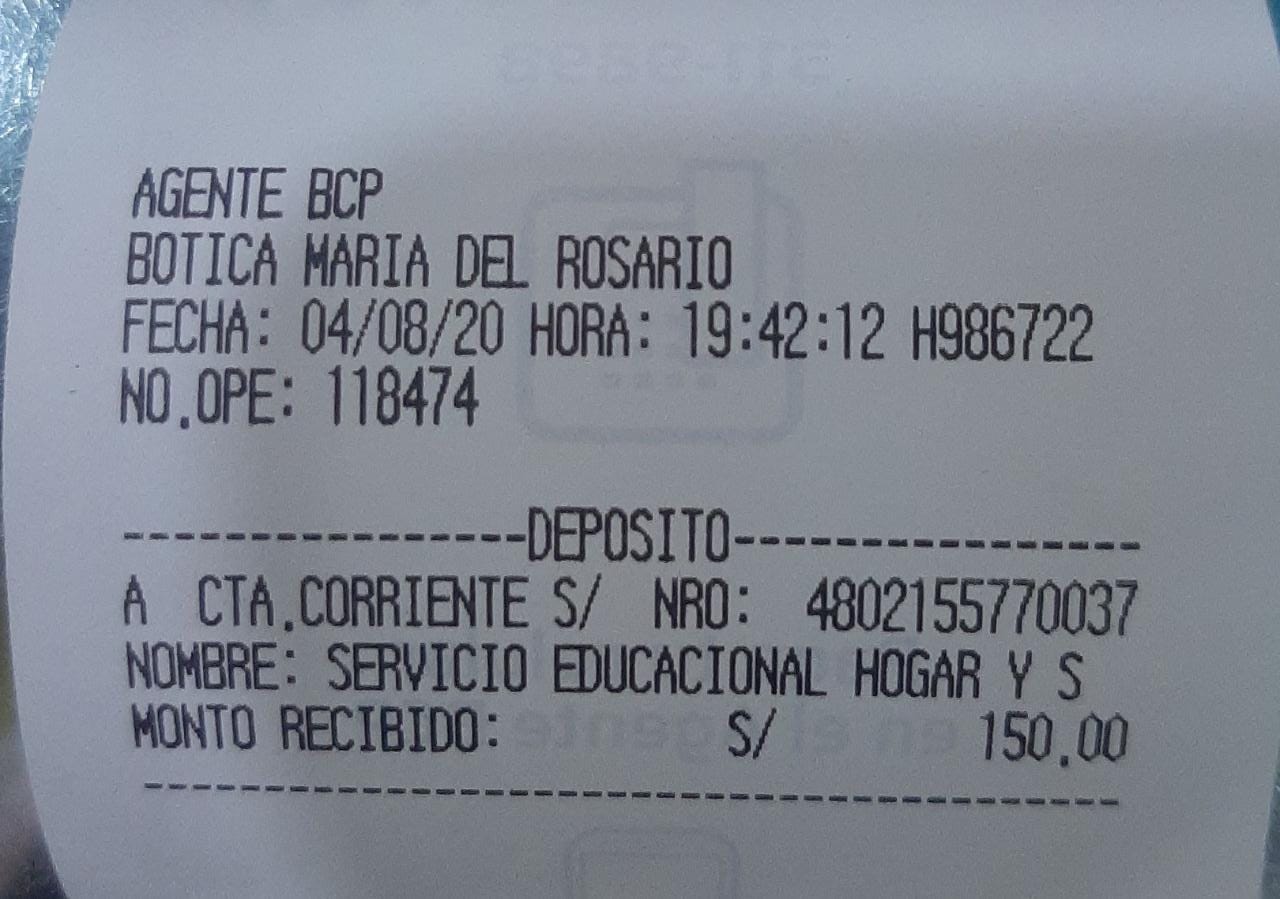 AGENTE BCP
BOTICA MARIA DEL ROSARIO
FECHA: 04/08/20 HORA: 19:42:12 H986722
NO.OPE: 118474
----------------DEPOSITO----------------
A CTA.CORRIENTE S/ NRO: 4802155770037
NOMBRE: SERVICIO EDUCACIONAL HOGAR Y S
MONTO RECIBIDO: S/ 150.00
---------------------------------------